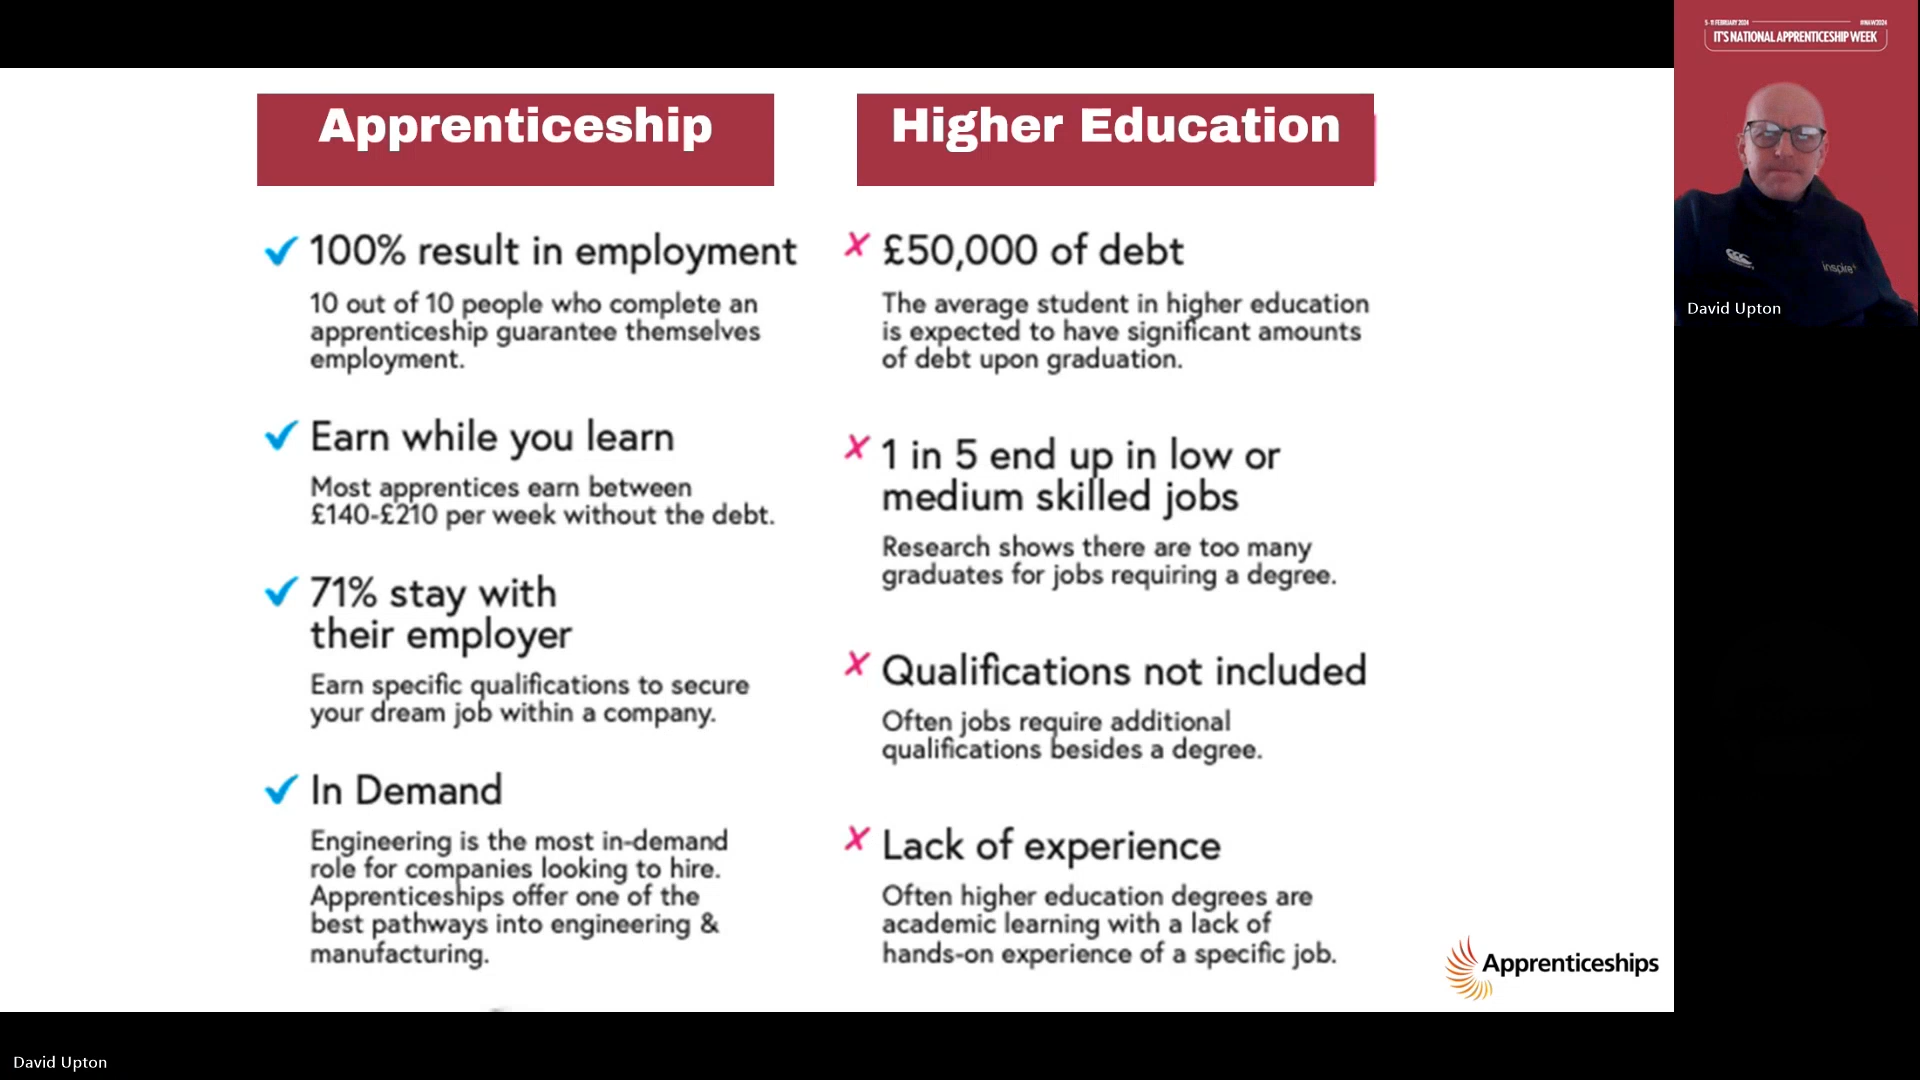 Apprenticeship
100% result in employment
10 out of 10 people who complete an
apprenticeship guarantee themselves
employment.
Earn while you learn
Most apprentices earn between
£140-£210 per week without the debt.
71% stay with
their employer
Earn specific qualifications to secure
your dream job within a company.
In Demand
Engineering is the most in-demand
role for companies looking to hire.
Apprenticeships offer one of the
best pathways into engineering &
manufacturing.
Higher Education
£50,000 of debt
The average student in higher education
is expected to have significant amounts
of debt upon graduation.
1 in 5 end up in low or
medium skilled jobs
Research shows there are too many
graduates for jobs requiring a degree.
Qualifications not included
Often jobs require additional
qualifications besides a degree.
Lack of experience
Often higher education degrees are
academic learning with a lack of
hands-on experience of a specific job.
Apprenticeships
5-11 FEBRUARY 2024
#NAW2024
IT'S NATIONAL APPRENTICESHIP WEEK
inspire+
David Upton
David Upton